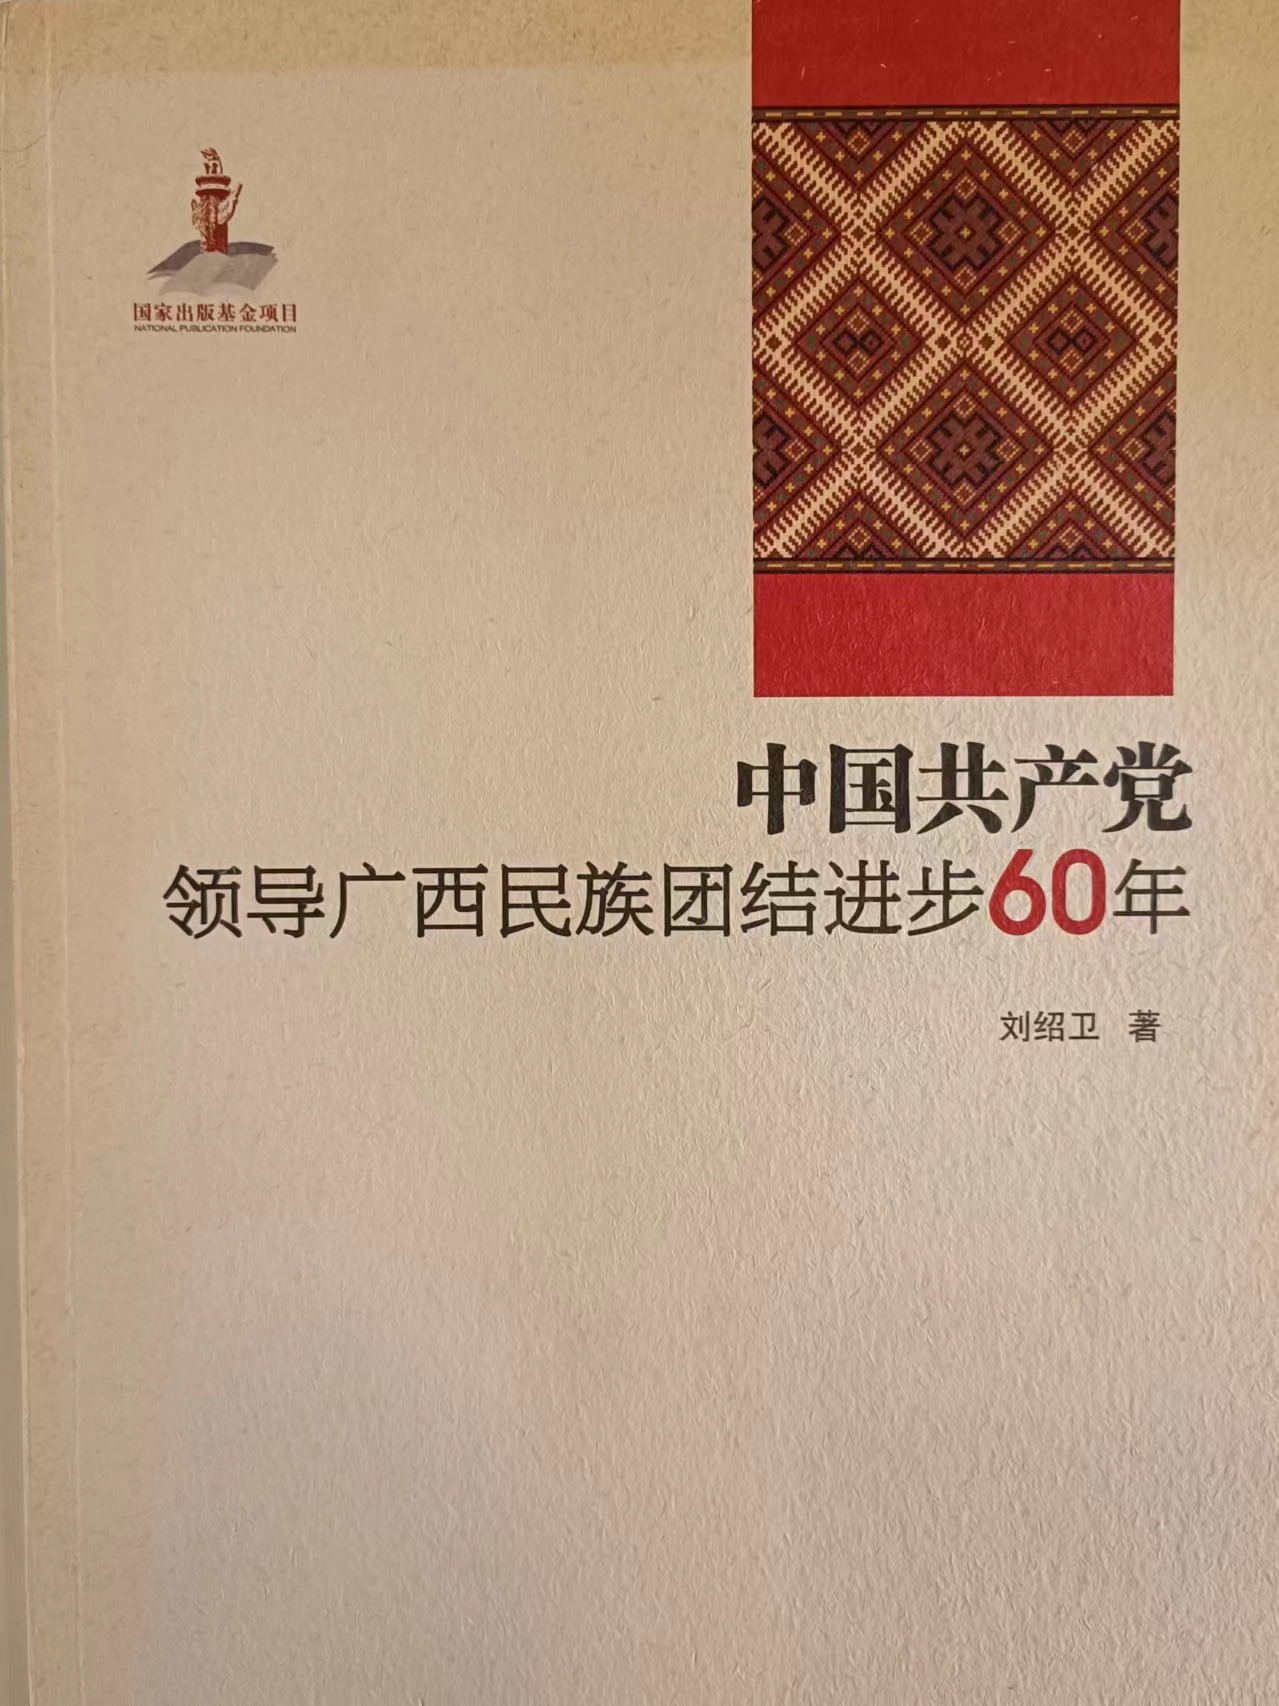 国家出版基金项目
NATIONAL PUBLICATION FOUNDATION
中国共产党
领导广西民族团结进步60年
刘绍卫 著